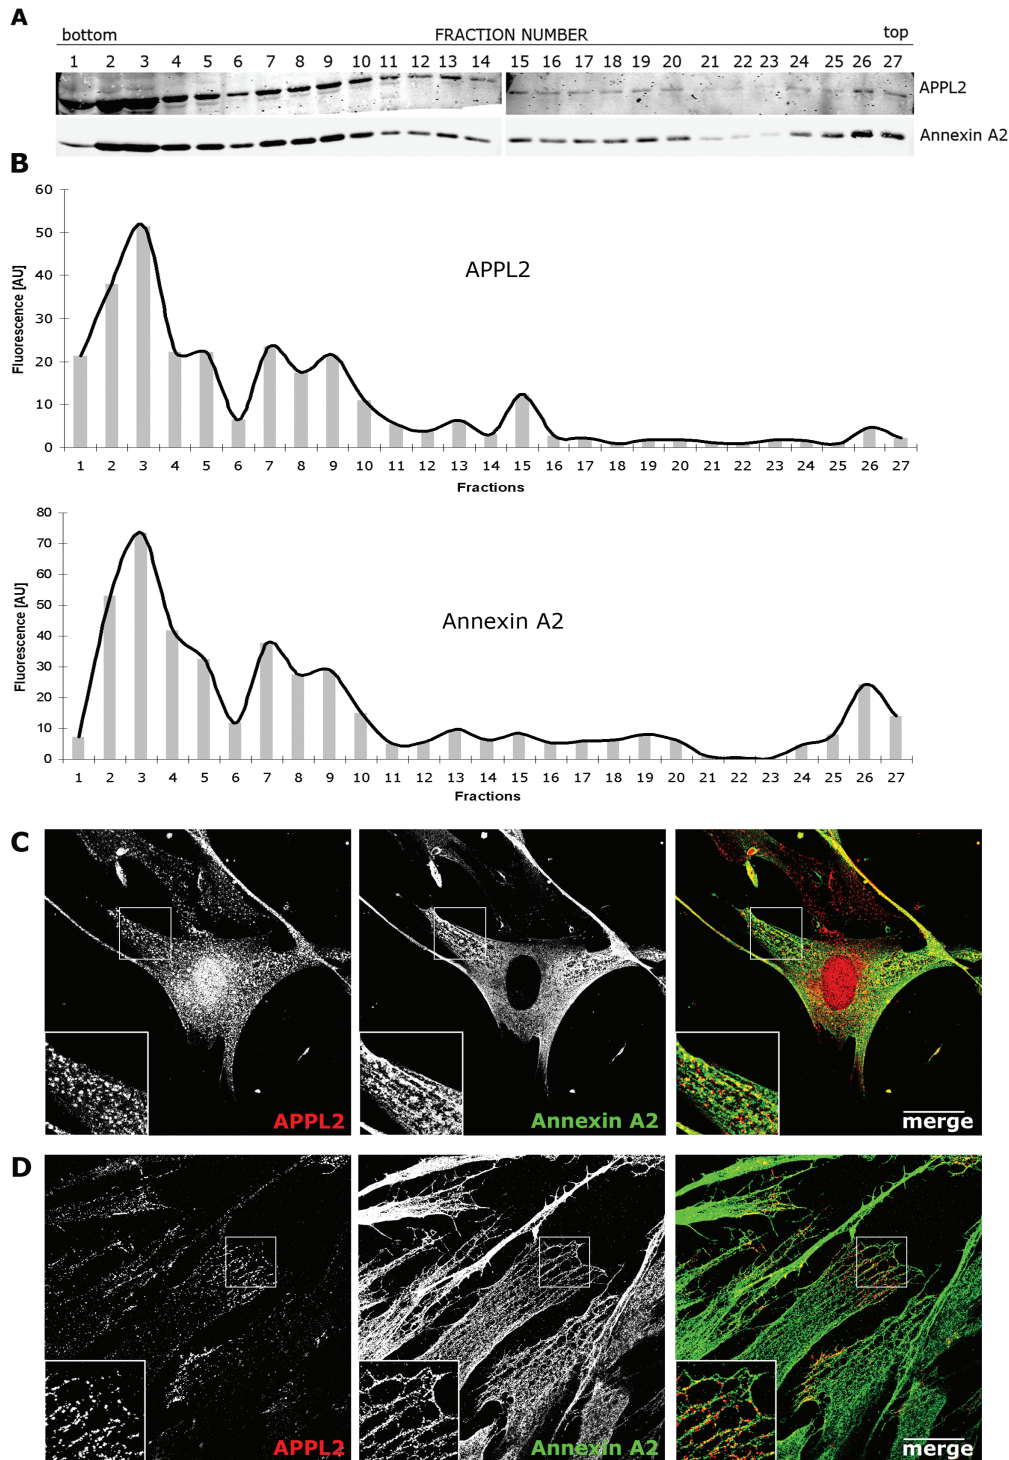 A
bottom FRACTION NUMBER top
1 2 3 4 5 6 7 8 9 10 11 12 13 14 15 16 17 18 19 20 21 22 23 24 25 26 27
APPL2
Annexin A2
B
60
50
40
30
20
10
0
Fluorescence [AU]
APPL2
1 2 3 4 5 6 7 8 9 10 11 12 13 14 15 16 17 18 19 20 21 22 23 24 25 26 27
Fractions
80
70
60
50
40
30
20
10
0
Fluorescence [AU]
Annexin A2
1 2 3 4 5 6 7 8 9 10 11 12 13 14 15 16 17 18 19 20 21 22 23 24 25 26 27
Fractions
C
APPL2 Annexin A2 merge
D
APPL2 Annexin A2 merge